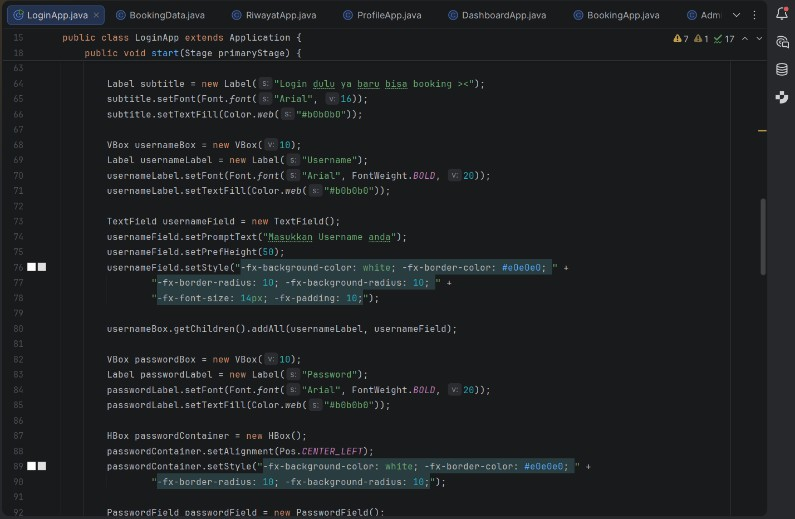 LoginApp.java
BookingData.java
RiwayatApp.java
ProfileApp.java
DashboardApp.java
BookingApp.java
Adm
15 public class LoginApp extends Application {
7 1 17
18 public void start(Stage primaryStage) {
63
64 Label subtitle = new Label( s: "Login dulu ya baru bisa booking ><");
65 subtitle.setFont(Font.font( s: "Arial", v: 16));
66 subtitle.setTextFill(Color.web( s: "#b0b0b0"));
67
68 VBox usernameBox = new VBox( v: 10);
69 Label usernameLabel = new Label( s: "Username");
70 usernameLabel.setFont(Font.font( s: "Arial", FontWeight.BOLD, v: 20));
71 usernameLabel.setTextFill(Color.web( s: "#b0b0b0"));
72
73 TextField usernameField = new TextField();
74 usernameField.setPromptText("Masukkan Username anda");
75 usernameField.setPrefHeight(50);
76 usernameField.setStyle("-fx-background-color: white; -fx-border-color: #e0e0e0; " +
77 "-fx-border-radius: 10; -fx-background-radius: 10; " +
78 "-fx-font-size: 14px; -fx-padding: 10;");
79
80 usernameBox.getChildren().addAll(usernameLabel, usernameField);
81
82 VBox passwordBox = new VBox( v: 10);
83 Label passwordLabel = new Label( s: "Password");
84 passwordLabel.setFont(Font.font( s: "Arial", FontWeight.BOLD, v: 20));
85 passwordLabel.setTextFill(Color.web( s: "#b0b0b0"));
86
87 HBox passwordContainer = new HBox();
88 passwordContainer.setAlignment(Pos.CENTER_LEFT);
89 passwordContainer.setStyle("-fx-background-color: white; -fx-border-color: #e0e0e0; " +
90 "-fx-border-radius: 10; -fx-background-radius: 10;");
91
92 PasswordField passwordField = new PasswordField();